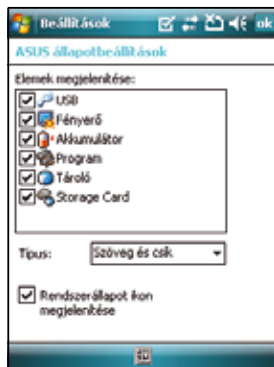 Beállítások ok
ASUS állapotbeállítások
Elemek megjelenítése:
USB
Fényerő
Akkumulátor
Program
Tároló
Storage Card
Típus: Szöveg és csík
Rendszerállapot ikon
megjelenítése